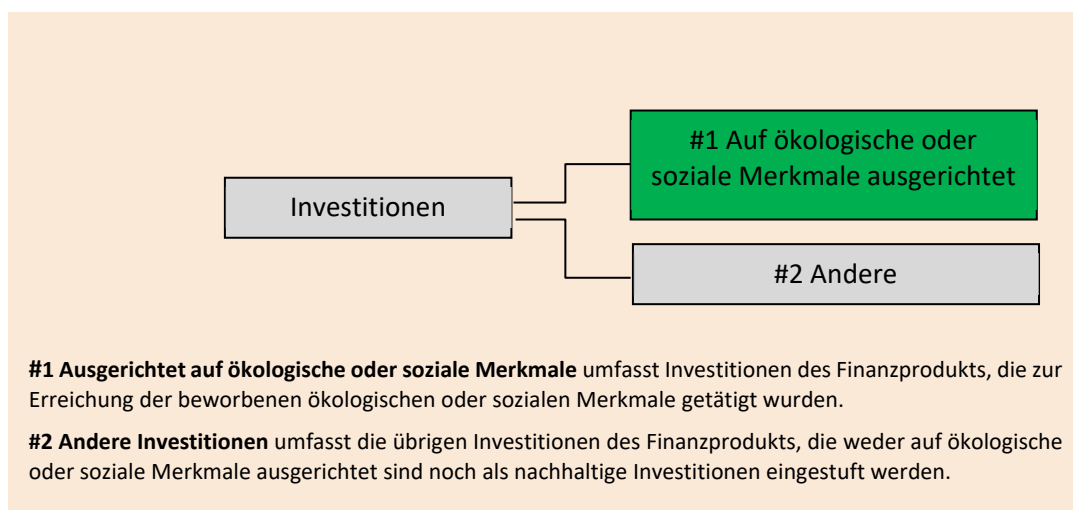 #1 Auf ökologische oder
soziale Merkmale ausgerichtet
Investitionen
#2 Andere
#1 Ausgerichtet auf ökologische oder soziale Merkmale umfasst Investitionen des Finanzprodukts, die zur
Erreichung der beworbenen ökologischen oder sozialen Merkmale getätigt wurden.
#2 Andere Investitionen umfasst die übrigen Investitionen des Finanzprodukts, die weder auf ökologische
oder soziale Merkmale ausgerichtet sind noch als nachhaltige Investitionen eingestuft werden.